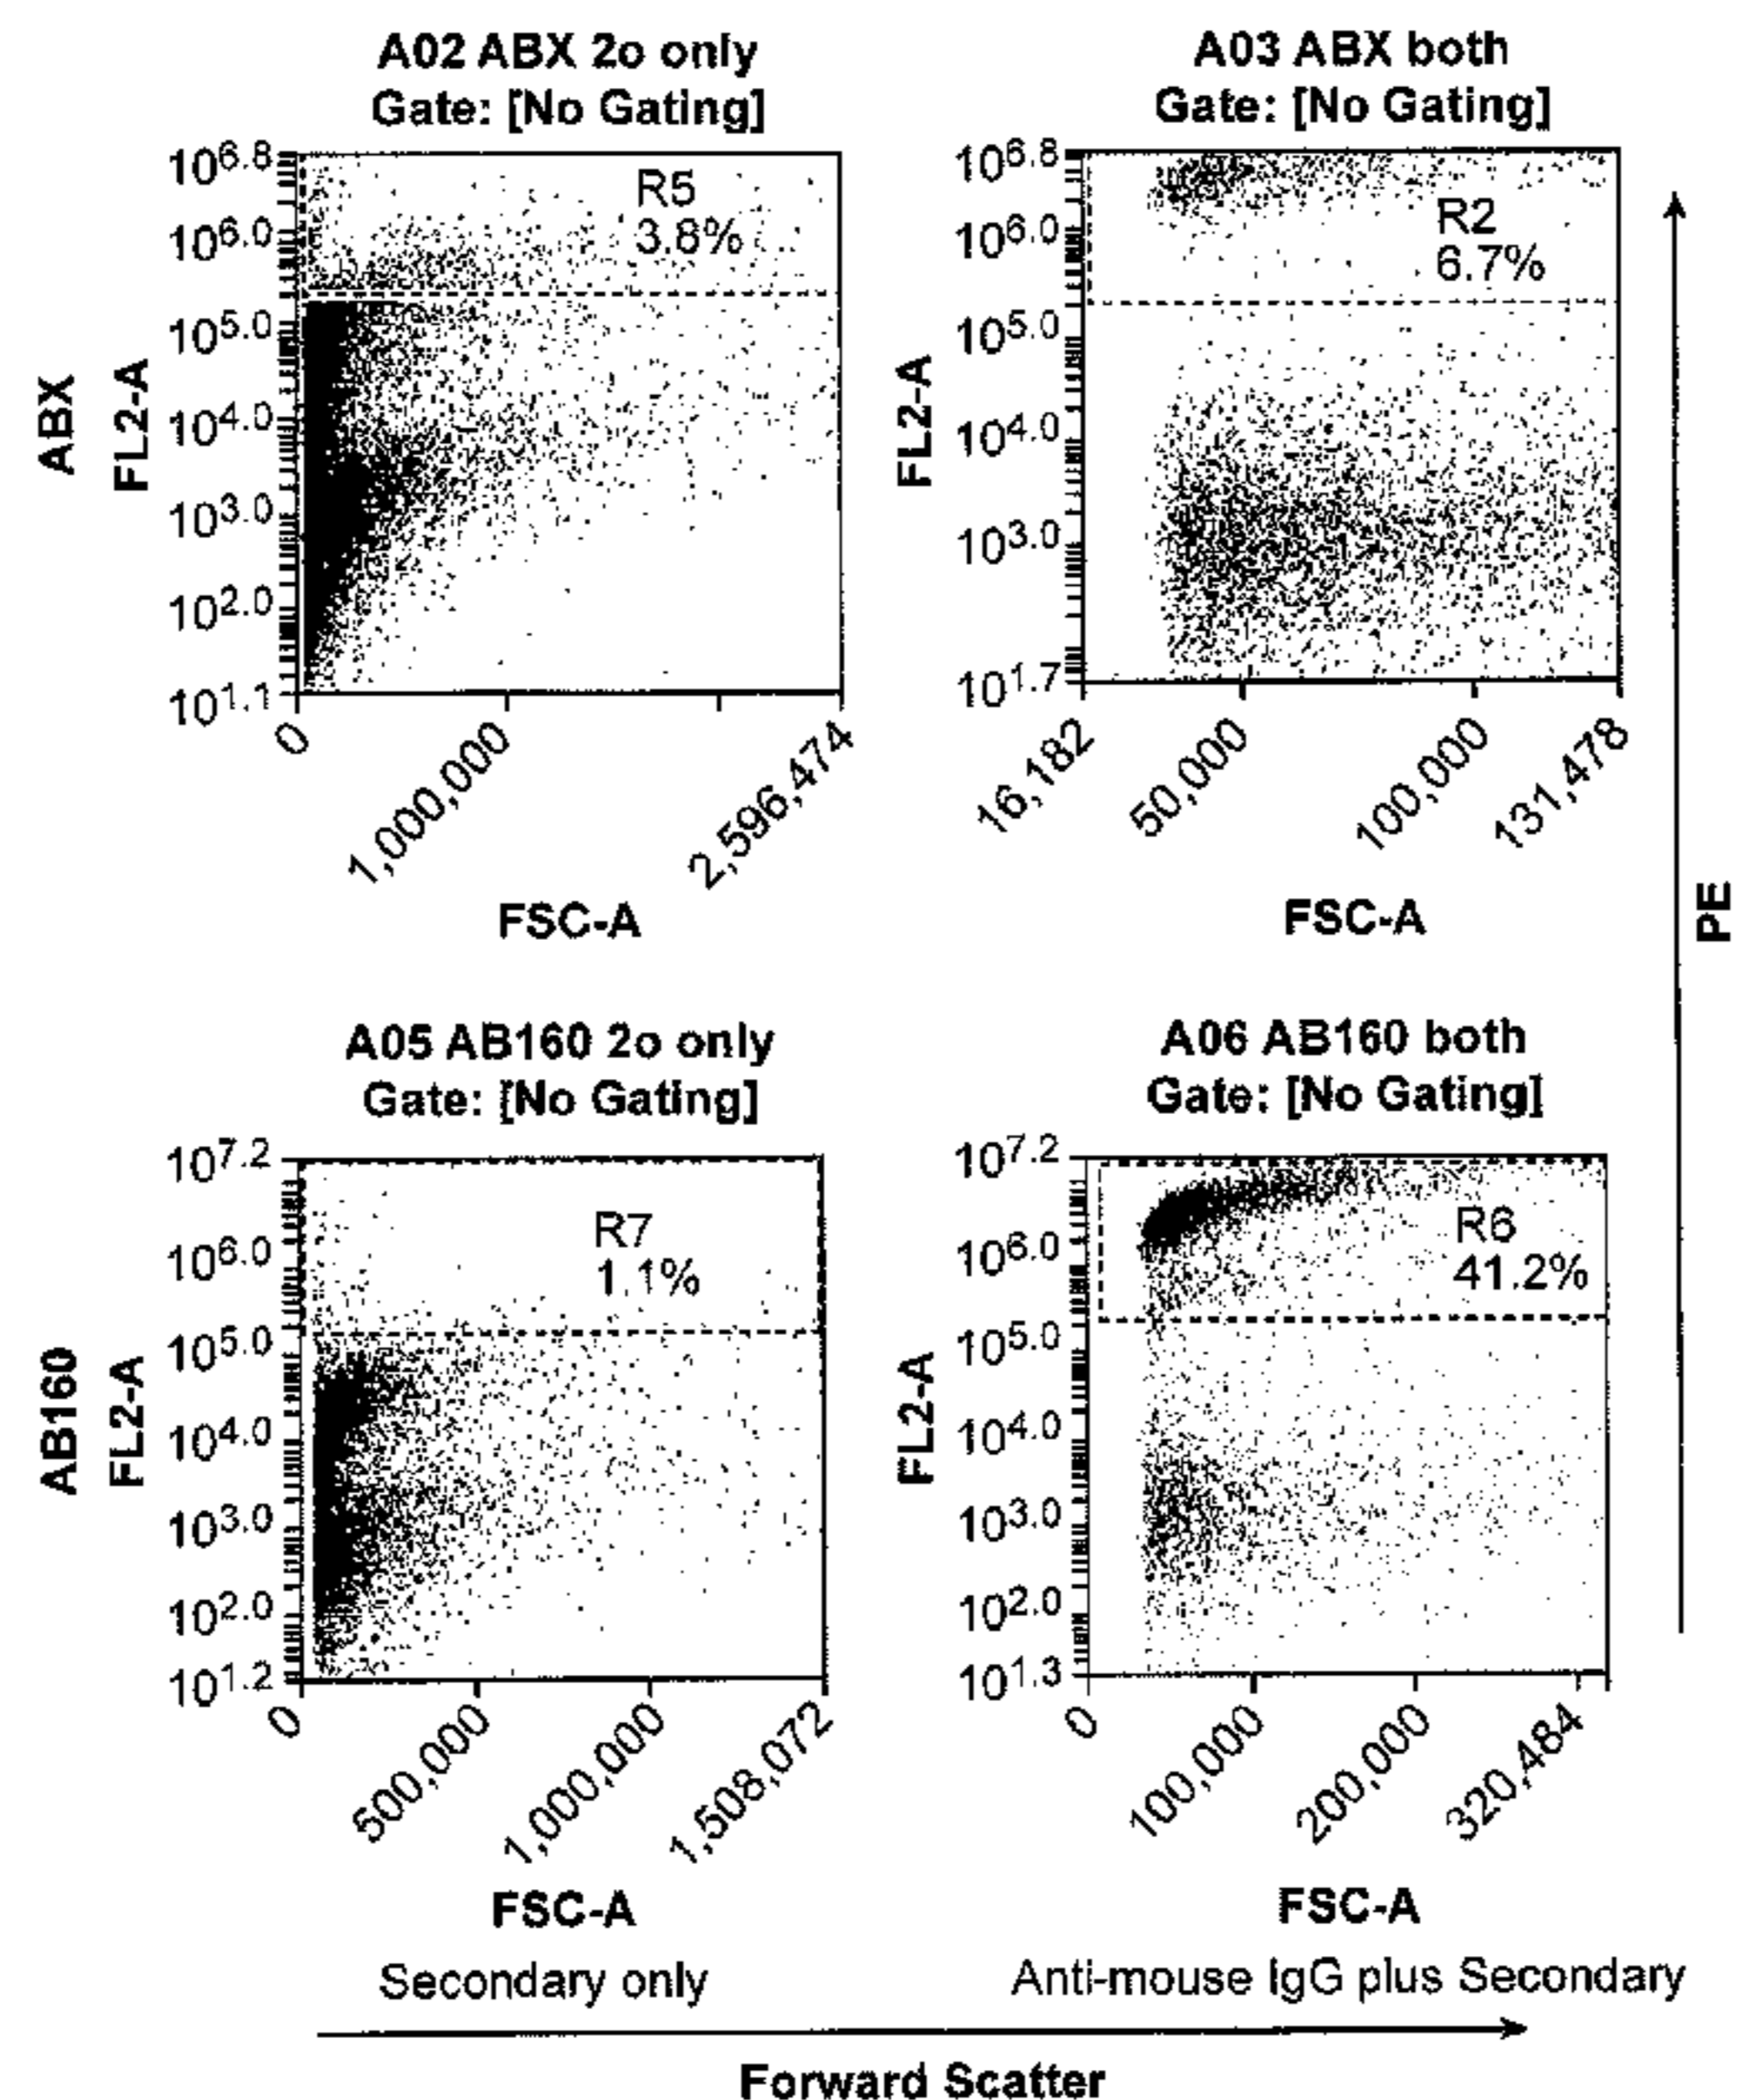 A02 ABX 2o only
Gate: [No Gating]
10^6.8
10^6.0
10^5.0
10^4.0
10^3.0
10^2.0
10^1.1
R5
3.8%
ABX
FL2-A
0
1,000,000
2,596,474
FSC-A
A03 ABX both
Gate: [No Gating]
10^6.8
10^6.0
10^5.0
10^4.0
10^3.0
10^1.7
R2
6.7%
FL2-A
16,182
50,000
100,000
131,478
FSC-A
PE
A05 AB160 2o only
Gate: [No Gating]
10^7.2
10^6.0
10^5.0
10^4.0
10^3.0
10^2.0
10^1.2
R7
1.1%
AB160
FL2-A
0
500,000
1,000,000
1,508,072
FSC-A
Secondary only
A06 AB160 both
Gate: [No Gating]
10^7.2
10^6.0
10^5.0
10^4.0
10^3.0
10^2.0
10^1.3
R6
41.2%
FL2-A
0
100,000
200,000
320,484
FSC-A
Anti-mouse IgG plus Secondary
Forward Scatter